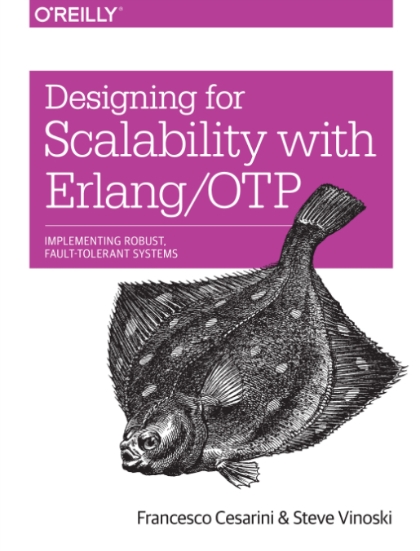 O'REILLY®
Designing for
Scalability with
Erlang/OTP
IMPLEMENTING ROBUST,
FAULT-TOLERANT SYSTEMS
Francesco Cesarini & Steve Vinoski